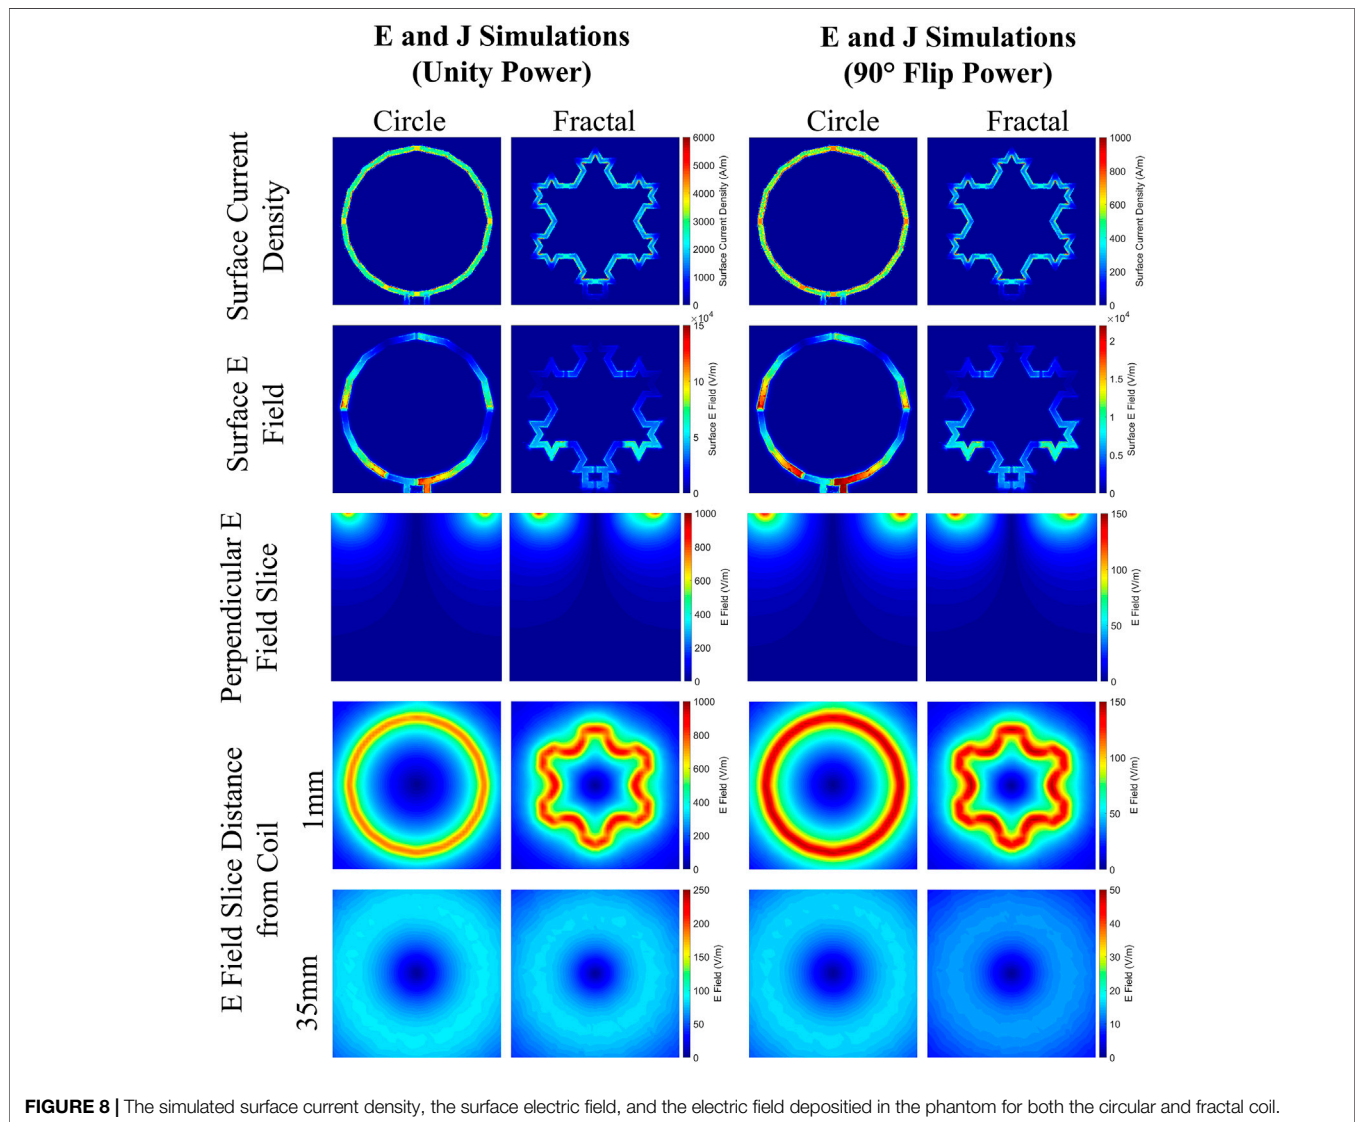 E and J Simulations
(Unity Power)
E and J Simulations
(90° Flip Power)
Circle
Fractal
Circle
Fractal
Surface Current
Density
6000
5000
4000
3000
2000
1000
0
Surface Current Density (A/m)
1000
800
600
400
200
0
Surface Current Density (A/m)
Surface E
Field
×10⁴
15
10
5
0
Surface E Field (V/m)
×10⁴
2
1.5
1
0.5
0
Surface E Field (V/m)
Perpendicular E
Field Slice
1000
800
600
400
200
0
E Field (V/m)
150
100
50
0
E Field (V/m)
E Field Slice Distance
from Coil
1mm
1000
800
600
400
200
0
E Field (V/m)
150
100
50
0
E Field (V/m)
35mm
250
200
150
100
50
0
E Field (V/m)
50
40
30
20
10
0
E Field (V/m)
FIGURE 8 | The simulated surface current density, the surface electric field, and the electric field depositied in the phantom for both the circular and fractal coil.